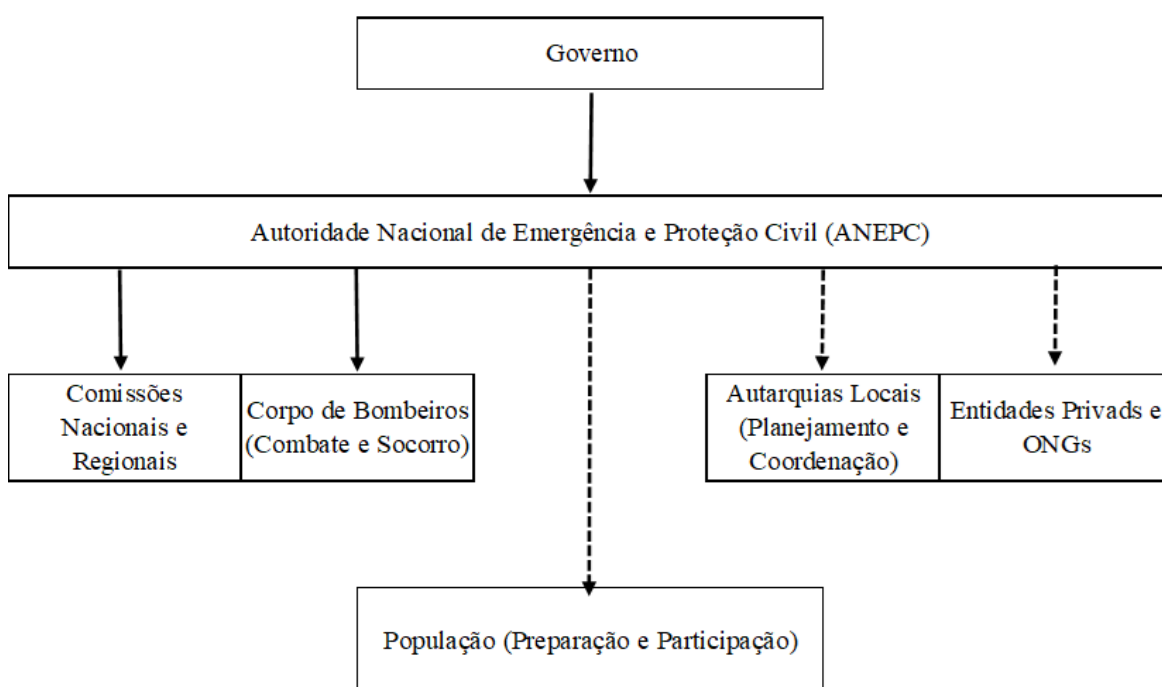 Governo
Autoridade Nacional de Emergência e Proteção Civil (ANEPC)
Comissões
Nacionais e
Regionais
Corpo de Bombeiros
(Combate e Socorro)
Autarquias Locais
(Planejamento e
Coordenação)
Entidades Privads e
ONGs
População (Preparação e Participação)